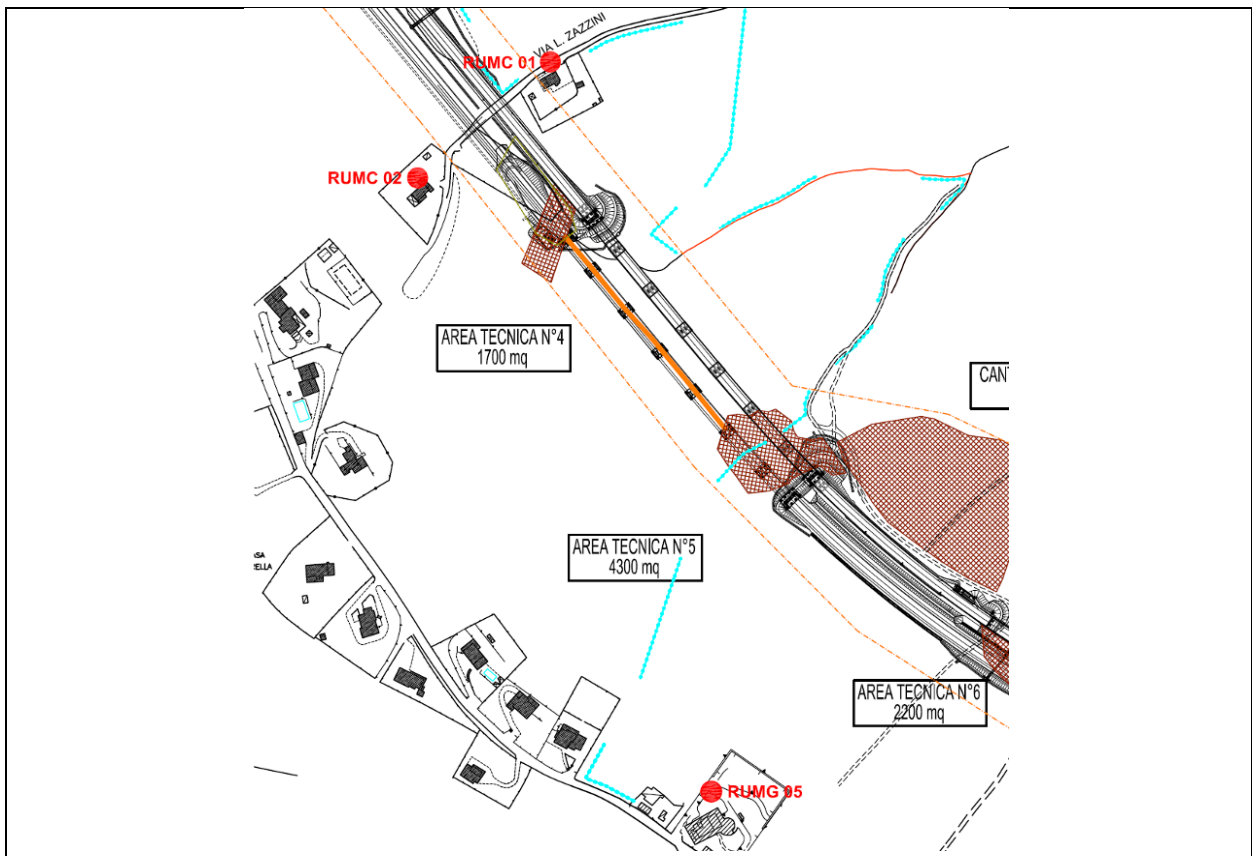 VIA L. ZAZZINI
RUMC 01
RUMC 02
AREA TECNICA N°4
1700 mq
CANT
AREA TECNICA N°5
4300 mq
AREA TECNICA N°6
2200 mq
RUMG 05